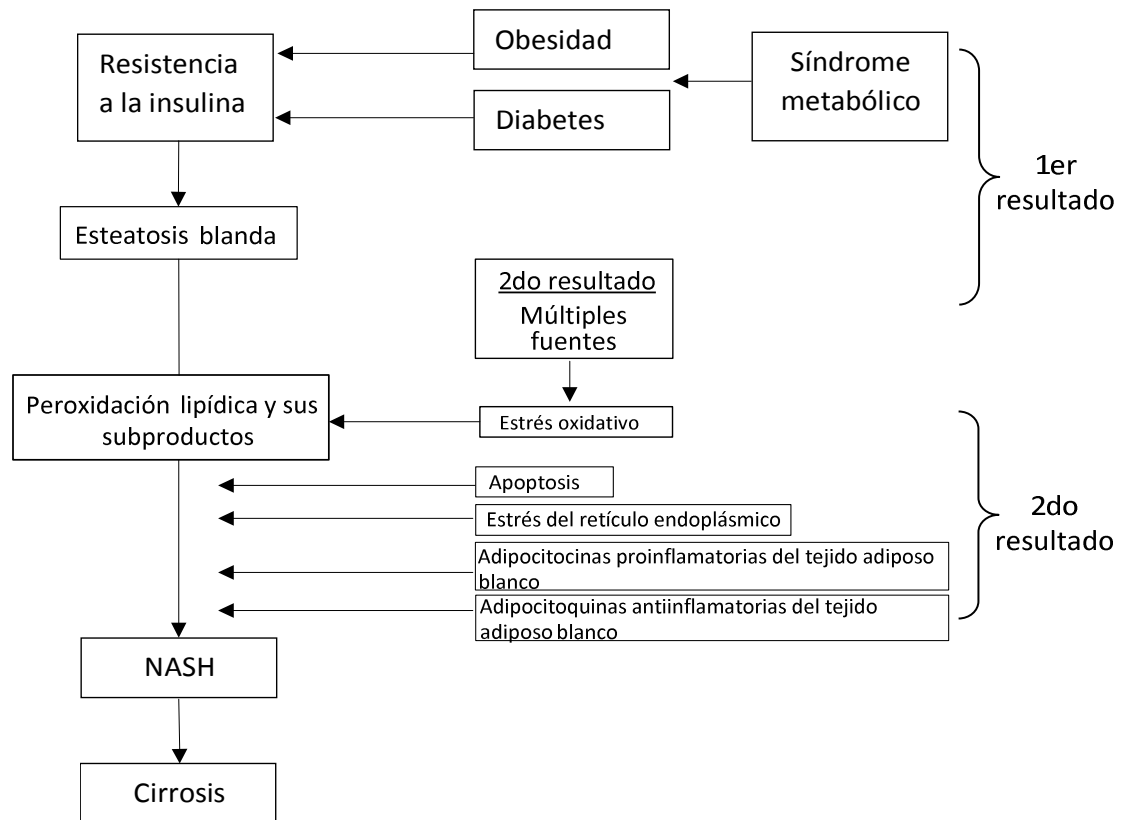 Resistencia
a la insulina
Obesidad
Diabetes
Síndrome
metabólico
1er
resultado
Esteatosis blanda
2do resultado
Múltiples
fuentes
Peroxidación lipídica y sus
subproductos
Estrés oxidativo
Apoptosis
Estrés del retículo endoplásmico
Adipocitocinas proinflamatorias del tejido adiposo
blanco
Adipocitoquinas antiinflamatorias del tejido
adiposo blanco
2do
resultado
NASH
Cirrosis